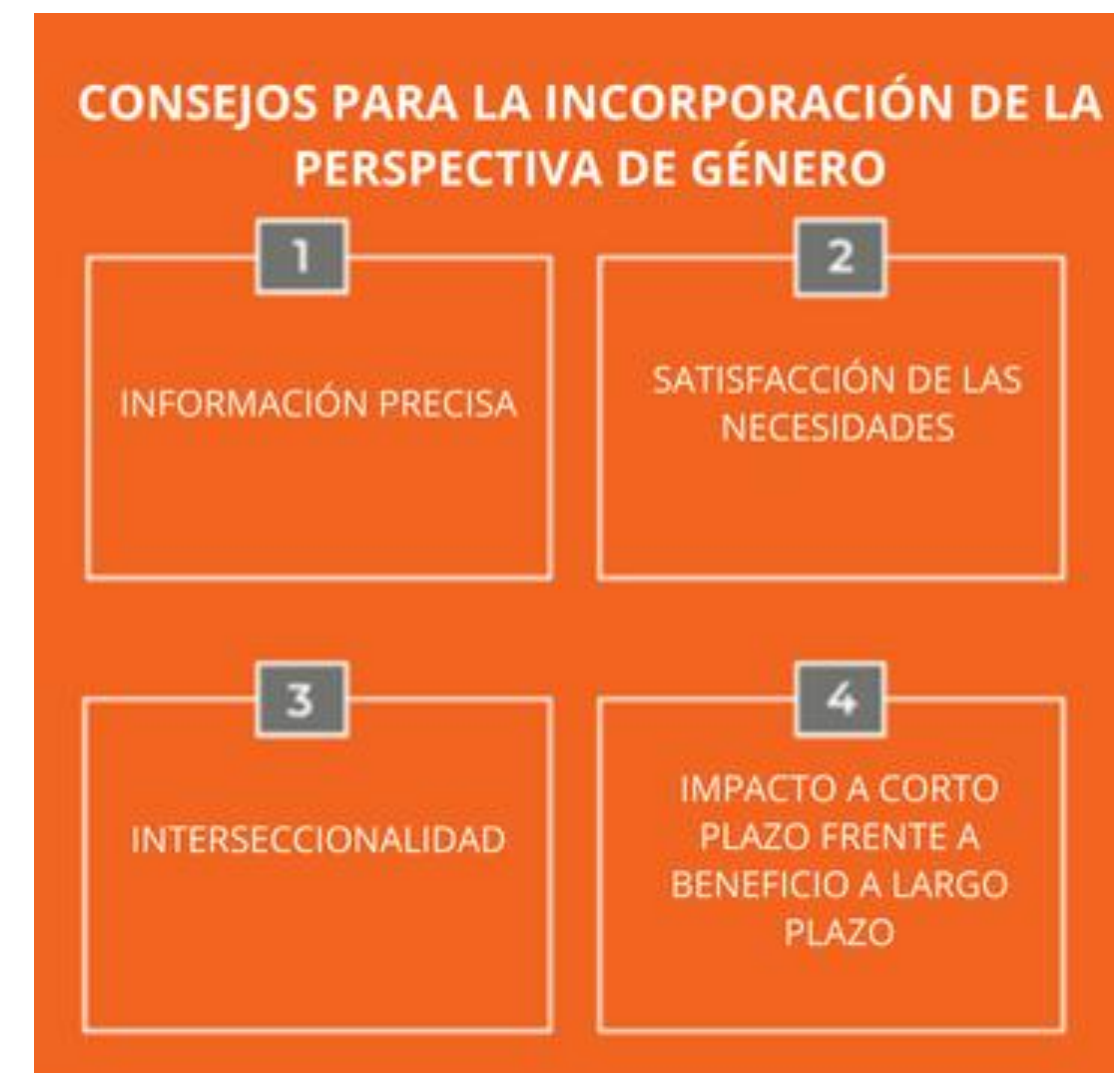 CONSEJOS PARA LA INCORPORACIÓN DE LA
PERSPECTIVA DE GÉNERO
1
INFORMACIÓN PRECISA
2
SATISFACCIÓN DE LAS
NECESIDADES
3
INTERSECCIONALIDAD
4
IMPACTO A CORTO
PLAZO FRENTE A
BENEFICIO A LARGO
PLAZO